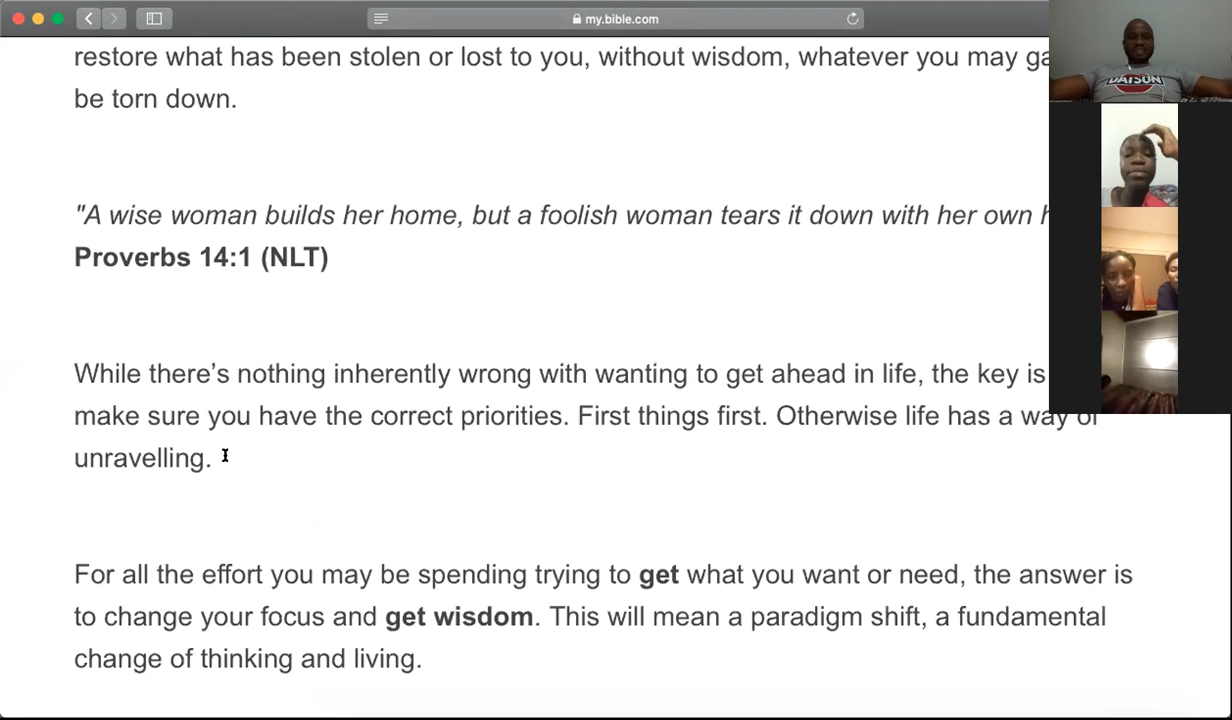 my.bible.com
restore what has been stolen or lost to you, without wisdom, whatever you may
be torn down.
"A wise woman builds her home, but a foolish woman tears it down with her own
Proverbs 14:1 (NLT)
While there’s nothing inherently wrong with wanting to get ahead in life, the key is
make sure you have the correct priorities. First things first. Otherwise life has a way of
unravelling.
For all the effort you may be spending trying to get what you want or need, the answer is
to change your focus and get wisdom. This will mean a paradigm shift, a fundamental
change of thinking and living.
DATSUN